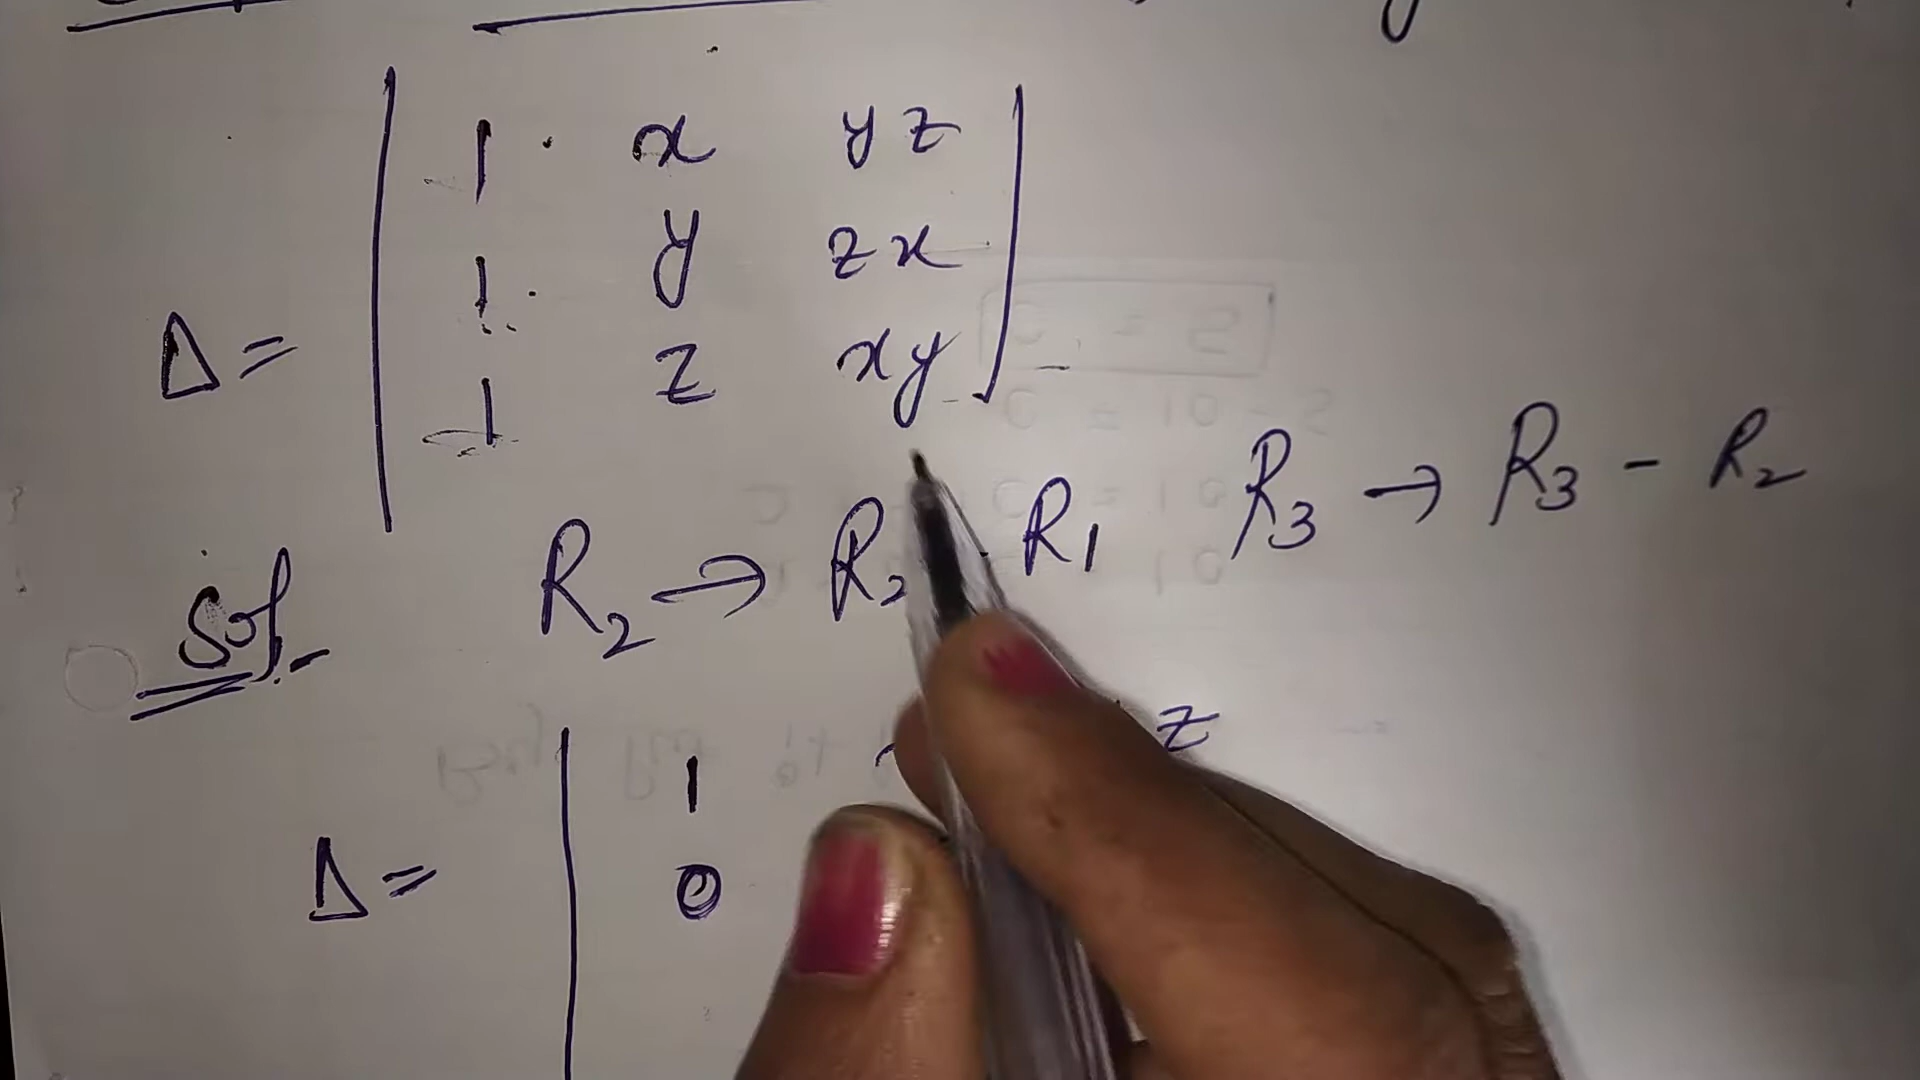 1 x yz
1 y zx
Δ =
1 z xy
R₂ → R₂ - R₁ R₃ → R₃ - R₂
Sol.-
1 z
Δ = 0